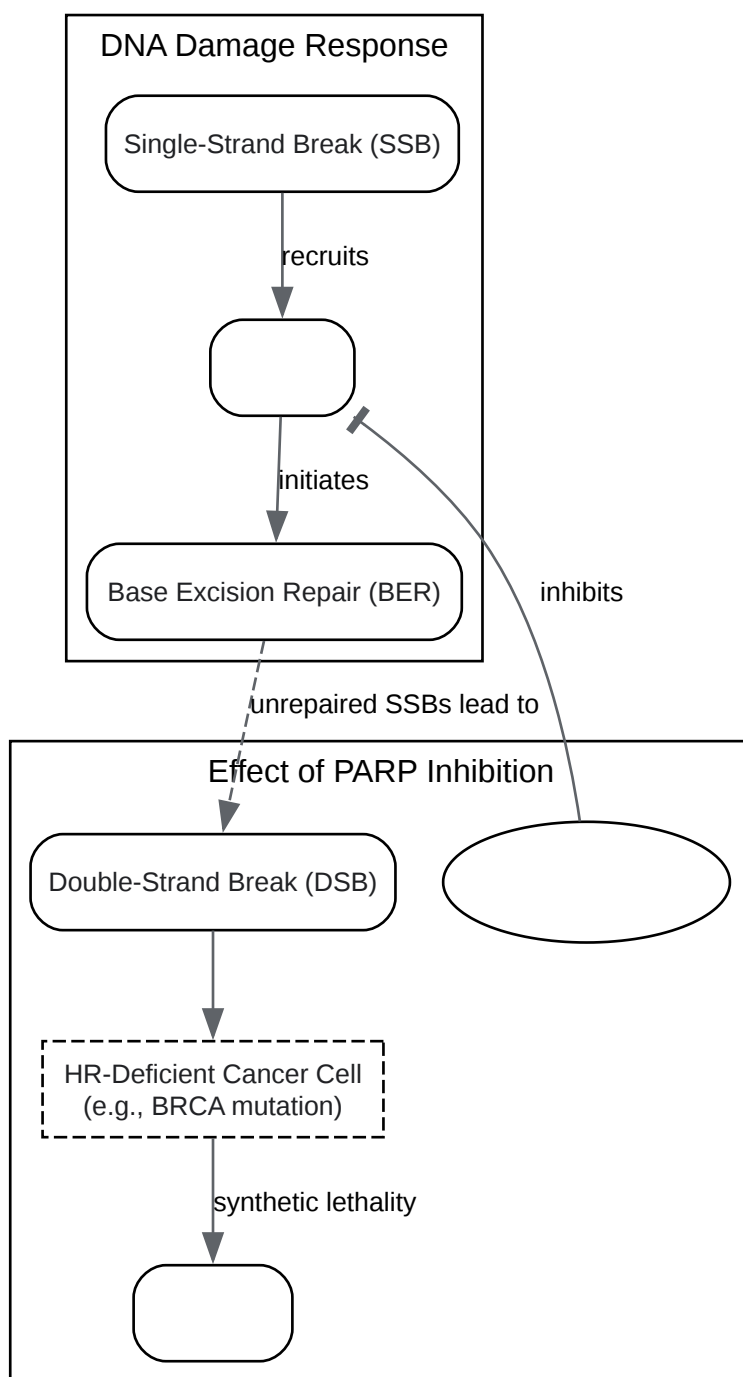 DNA Damage Response
Single-Strand Break (SSB)
recruits
initiates
Base Excision Repair (BER)
inhibits
unrepaired SSBs lead to
Effect of PARP Inhibition
Double-Strand Break (DSB)
HR-Deficient Cancer Cell
(e.g., BRCA mutation)
synthetic lethality